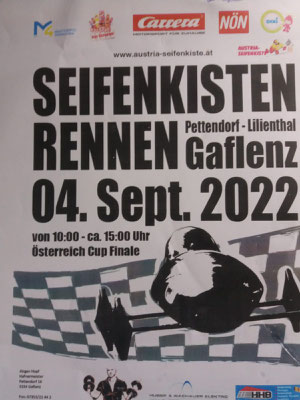 Carrera
NÖN
www.austria-seifenkiste.at
SEIFENKISTEN
RENNEN
Pettendorf - Lilienthal
Gaflenz
04. Sept. 2022
von 10:00 - ca. 15:00 Uhr
Österreich Cup Finale
HHB